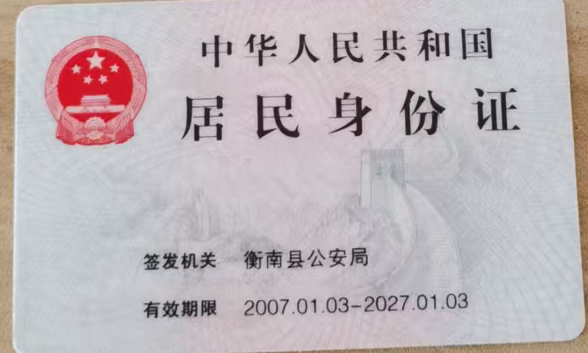 中华人民共和国
居民身份证
签发机关 衡南县公安局
有效期限 2007.01.03-2027.01.03